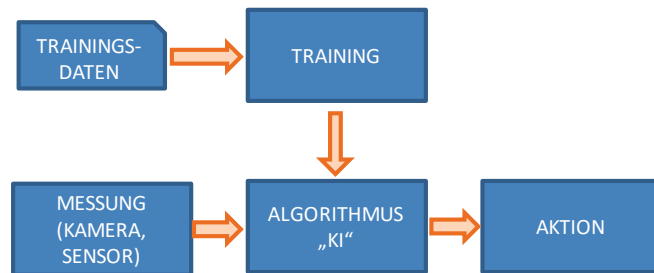 TRAININGS-
DATEN
TRAINING
MESSUNG
(KAMERA,
SENSOR)
ALGORITHMUS
„KI“
AKTION